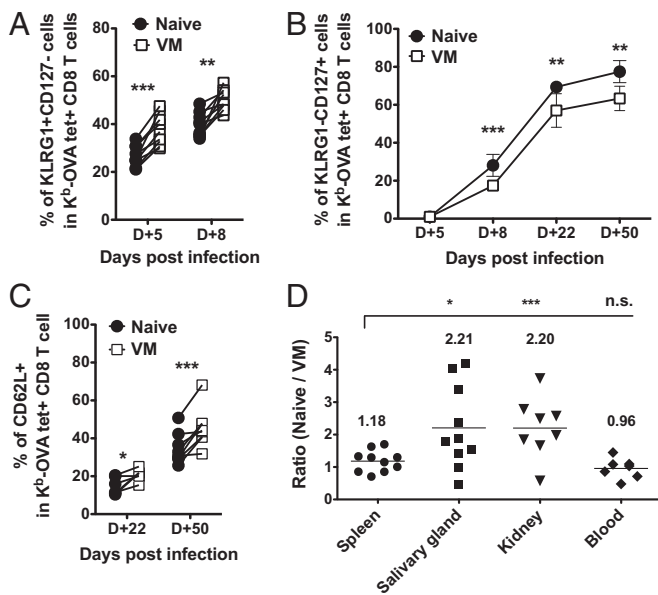 A
Naive
VM
% of KLRG1+CD127- cells
in Kᵇ-OVA tet+ CD8 T cells
80
60
40
20
0
***
**
D+5 D+8
Days post infection
B
Naive
VM
% of KLRG1-CD127+ cells
in Kᵇ-OVA tet+ CD8 T cells
100
80
60
40
20
0
***
**
**
D+5 D+8 D+22 D+50
Days post infection
C
Naive
VM
% of CD62L+
in Kᵇ-OVA tet+ CD8 T cell
100
80
60
40
20
0
*
***
D+22 D+50
Days post infection
D
* *** n.s.
Ratio (Naive / VM)
5
4
3
2
1
0
1.18 2.21 2.20 0.96
Spleen Salivary gland Kidney Blood